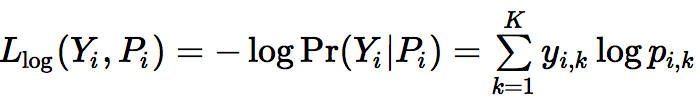 L_log(Y_i, P_i) = − log Pr(Y_i|P_i) = ∑_{k=1}^{K} y_{i,k} log p_{i,k}